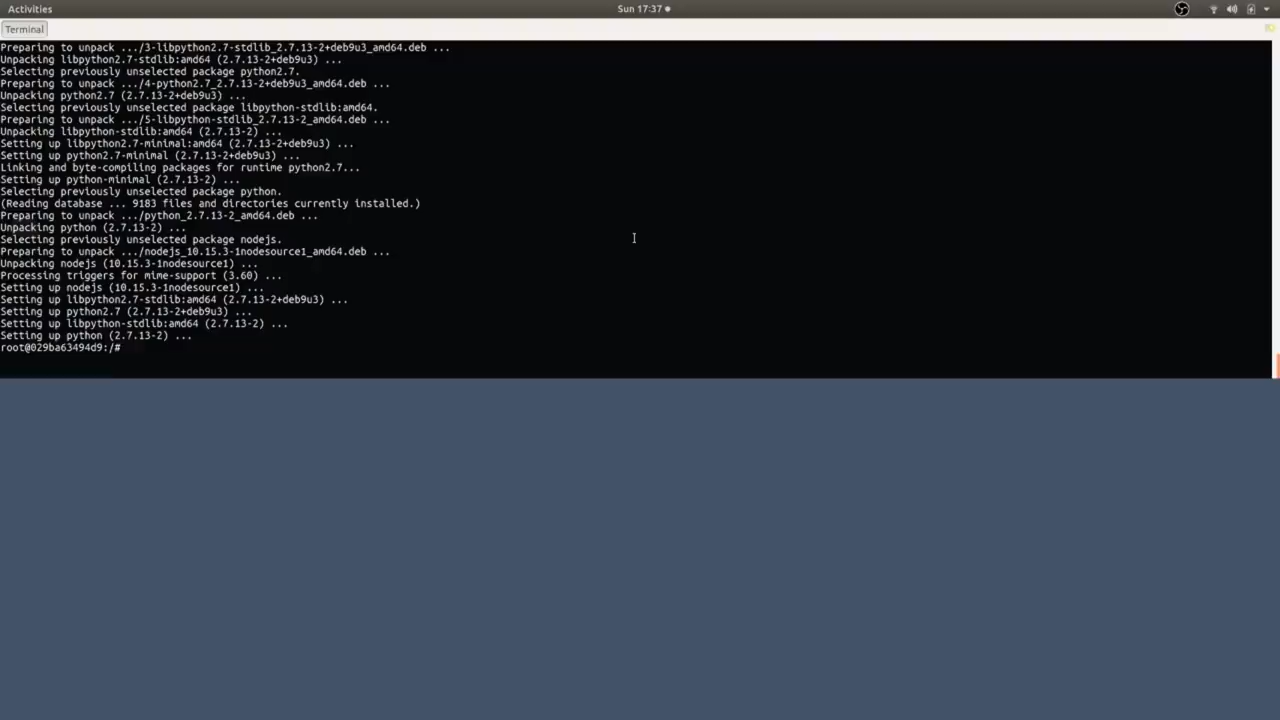 Activities
Sun 17:37
Terminal
Preparing to unpack .../3-libpython2.7-stdlib_2.7.13-2+deb9u3_amd64.deb ...
Unpacking libpython2.7-stdlib:amd64 (2.7.13-2+deb9u3) ...
Selecting previously unselected package python2.7.
Preparing to unpack .../4-python2.7_2.7.13-2+deb9u3_amd64.deb ...
Unpacking python2.7 (2.7.13-2+deb9u3) ...
Selecting previously unselected package libpython-stdlib:amd64.
Preparing to unpack .../5-libpython-stdlib_2.7.13-2_amd64.deb ...
Unpacking libpython-stdlib:amd64 (2.7.13-2) ...
Setting up libpython2.7-minimal:amd64 (2.7.13-2+deb9u3) ...
Setting up python2.7-minimal (2.7.13-2+deb9u3) ...
Linking and byte-compiling packages for runtime python2.7...
Setting up python-minimal (2.7.13-2) ...
Selecting previously unselected package python.
(Reading database ... 9183 files and directories currently installed.)
Preparing to unpack .../python_2.7.13-2_amd64.deb ...
Unpacking python (2.7.13-2) ...
Selecting previously unselected package nodejs.
Preparing to unpack .../nodejs_10.15.3-1nodesource1_amd64.deb ...
Unpacking nodejs (10.15.3-1nodesource1) ...
Processing triggers for mime-support (3.60) ...
Setting up nodejs (10.15.3-1nodesource1) ...
Setting up libpython2.7-stdlib:amd64 (2.7.13-2+deb9u3) ...
Setting up python2.7 (2.7.13-2+deb9u3) ...
Setting up libpython-stdlib:amd64 (2.7.13-2) ...
Setting up python (2.7.13-2) ...
root@029ba63494d9:/#